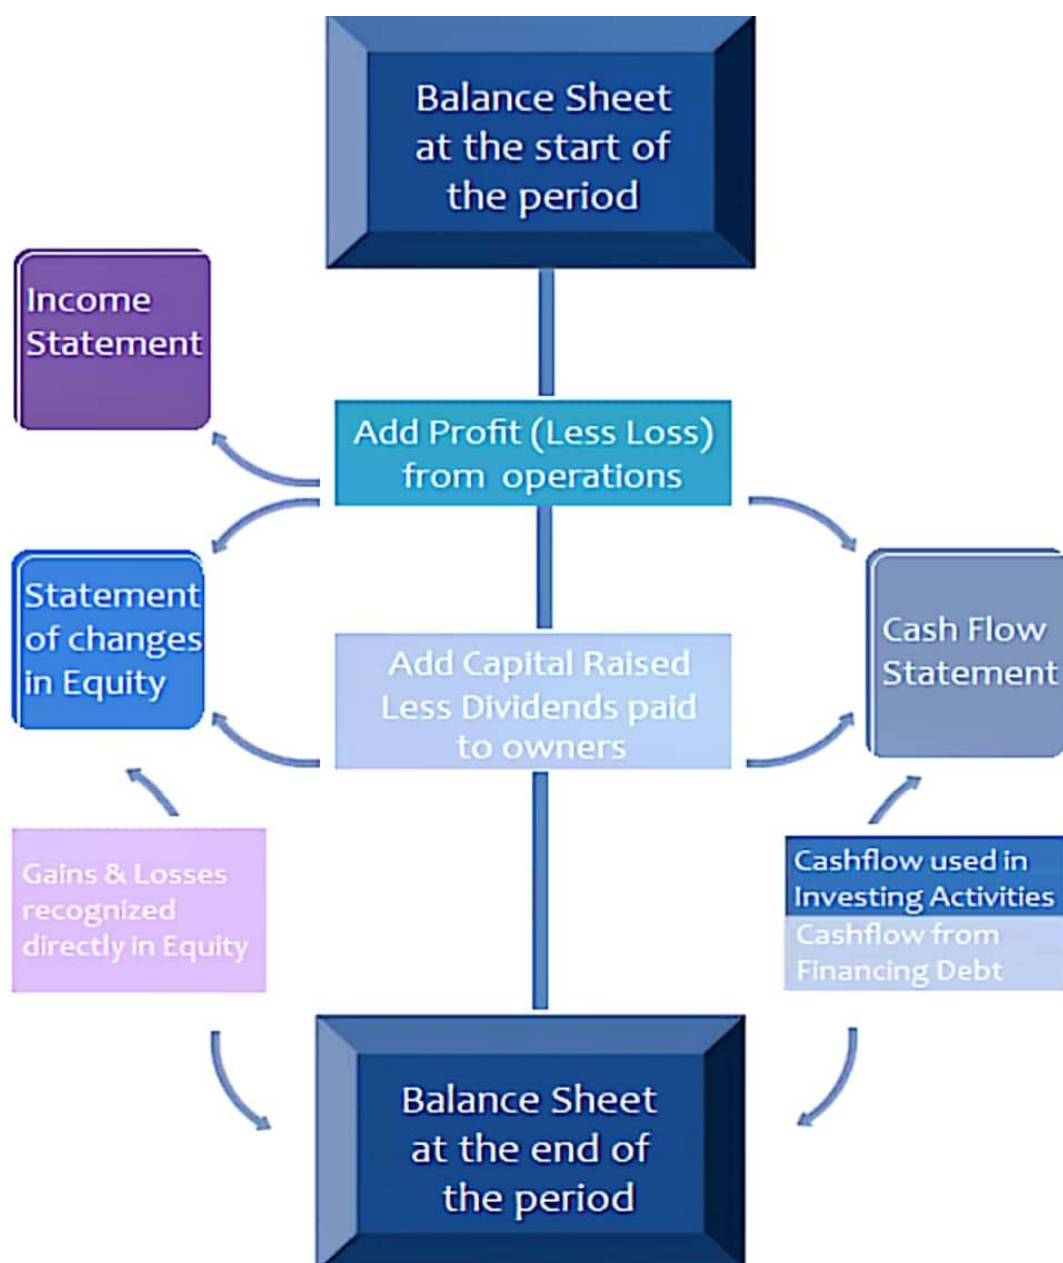 Balance Sheet
at the start of
the period
Income
Statement
Add Profit (Less Loss)
from operations
Statement
of changes
in Equity
Add Capital Raised
Less Dividends paid
to owners
Cash Flow
Statement
Gains & Losses
recognized
directly in Equity
Cashflow used in
Investing Activities
Cashflow from
Financing Debt
Balance Sheet
at the end of
the period